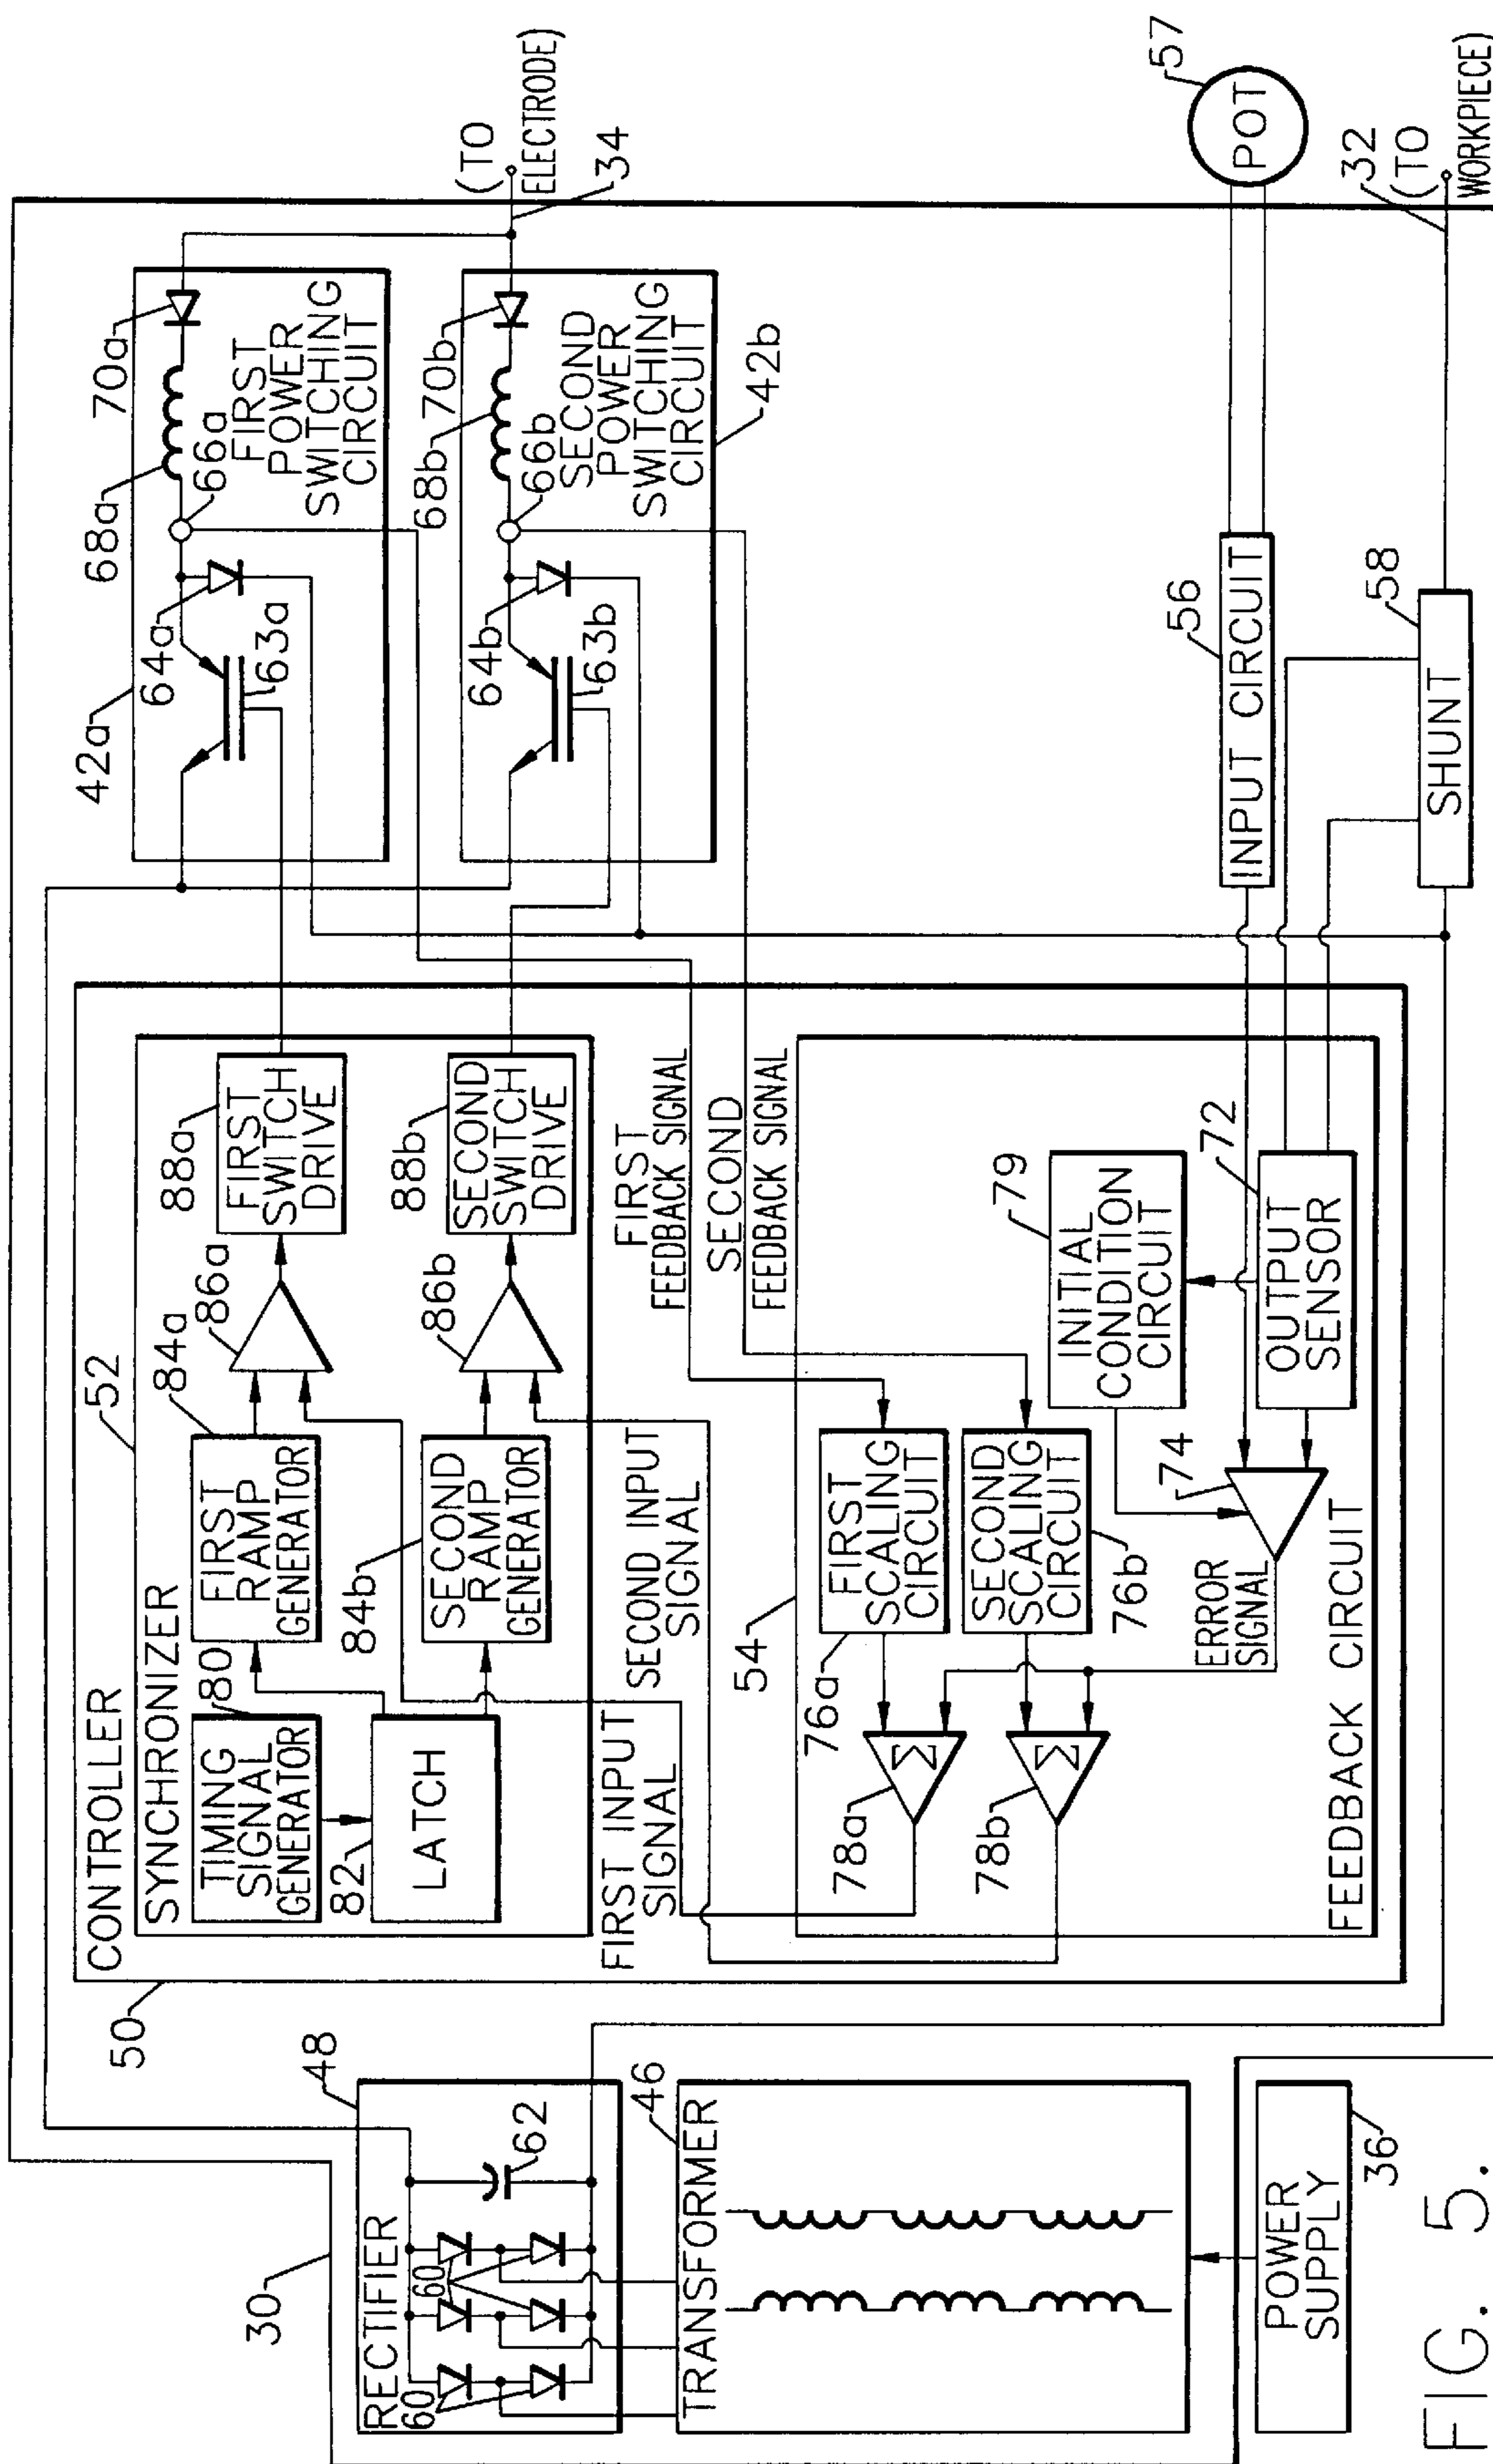 30
48
RECTIFIER
60
60
62
46
TRANSFORMER
POWER
SUPPLY
36
50
CONTROLLER
52
SYNCHRONIZER
TIMING
SIGNAL
GENERATOR
80
82
LATCH
FIRST
RAMP
GENERATOR
84a
84b
SECOND
RAMP
GENERATOR
86a
86b
88a
FIRST
SWITCH
DRIVE
88b
SECOND
SWITCH
DRIVE
FIRST INPUT
SIGNAL
SECOND INPUT
SIGNAL
FIRST
FEEDBACK SIGNAL
SECOND
FEEDBACK SIGNAL
54
76a
FIRST
SCALING
CIRCUIT
SECOND
SCALING
CIRCUIT
76b
78a
Σ
78b
Σ
ERROR
SIGNAL
74
79
INITIAL
CONDITION
CIRCUIT
72
OUTPUT
SENSOR
FEEDBACK CIRCUIT
42a
64a
63a
68a
66a
70a
FIRST
POWER
SWITCHING
CIRCUIT
64b
63b
68b
66b
70b
SECOND
POWER
SWITCHING
CIRCUIT
42b
(TO
ELECTRODE)
34
56
INPUT CIRCUIT
57
POT
58
SHUNT
32
(TO
WORKPIECE)
FIG. 5.